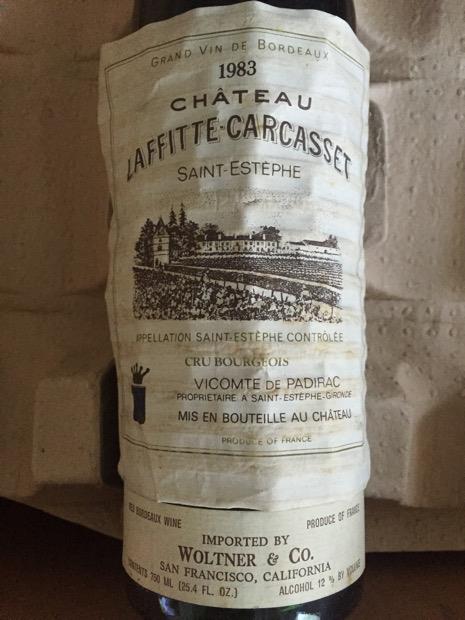 GRAND VIN DE BORDEAUX
1983
CHÂTEAU
LAFFITTE-CARCASSET
SAINT-ESTÈPHE
APPELLATION SAINT-ESTÈPHE CONTRÔLÉE
CRU BOURGEOIS
VICOMTE DE PADIRAC
PROPRIETAIRE A SAINT-ESTÈPHE-GIRONDE
MIS EN BOUTEILLE AU CHÂTEAU
PRODUCE OF FRANCE
RED BORDEAUX WINE PRODUCE OF FRANCE
IMPORTED BY
WOLTNER & CO.
SAN FRANCISCO, CALIFORNIA
CONTENTS 750 ML (25.4 FL. OZ.) ALCOHOL 12 % BY VOLUME